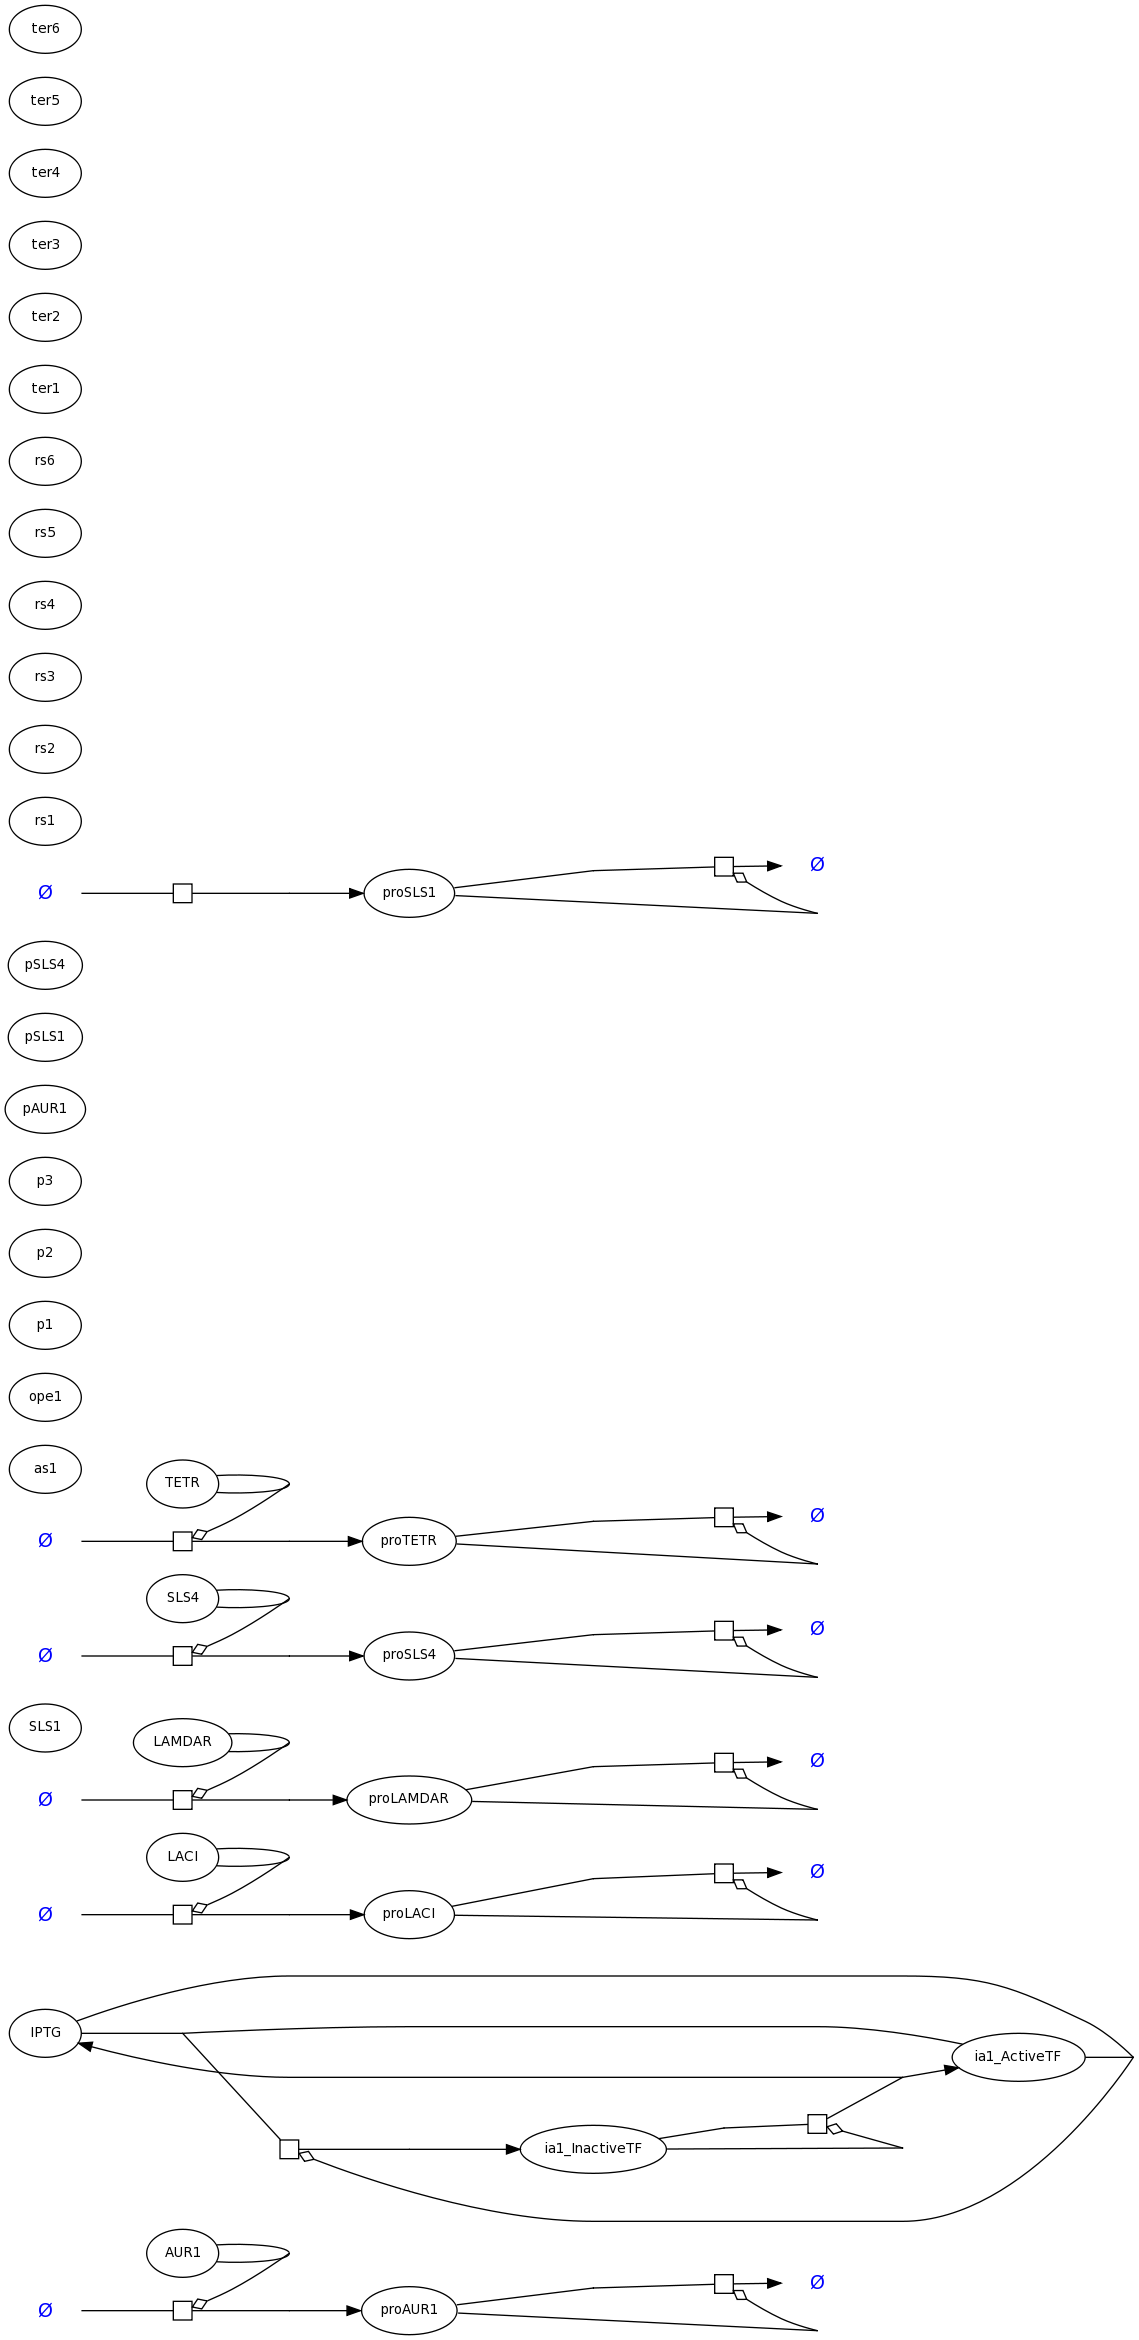 ter6
ter5
ter4
ter3
ter2
ter1
rs6
rs5
rs4
rs3
rs2
rs1
Ø proSLS1 Ø
pSLS4
pSLS1
pAUR1
p3
p2
p1
ope1
as1
TETR
Ø proTETR Ø
SLS4
Ø proSLS4 Ø
SLS1
LAMDAR
Ø proLAMDAR Ø
LACI
Ø proLACI Ø
IPTG
ia1_ActiveTF
ia1_InactiveTF
AUR1
Ø proAUR1 Ø